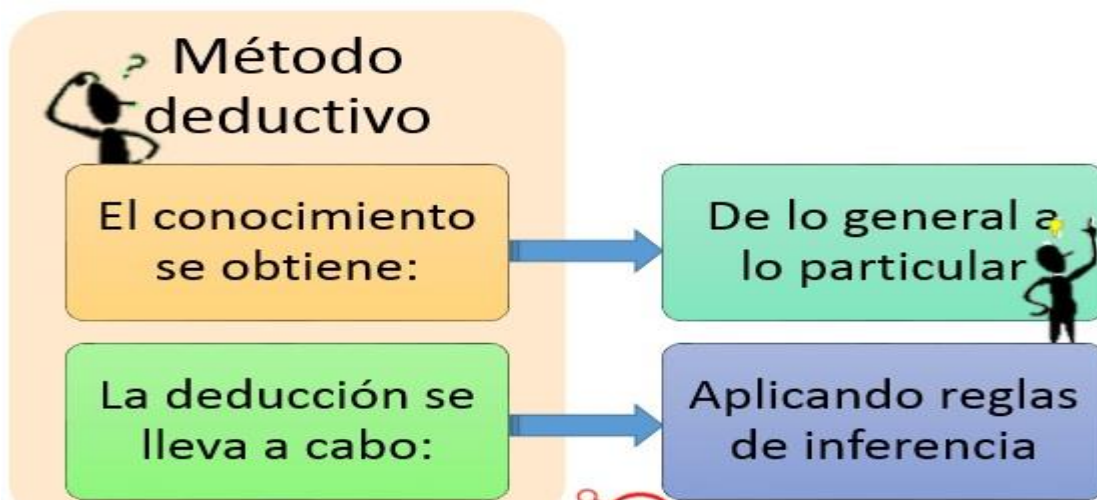 ?
Método
deductivo
El conocimiento
se obtiene:
De lo general a
lo particular
La deducción se
lleva a cabo:
Aplicando reglas
de inferencia